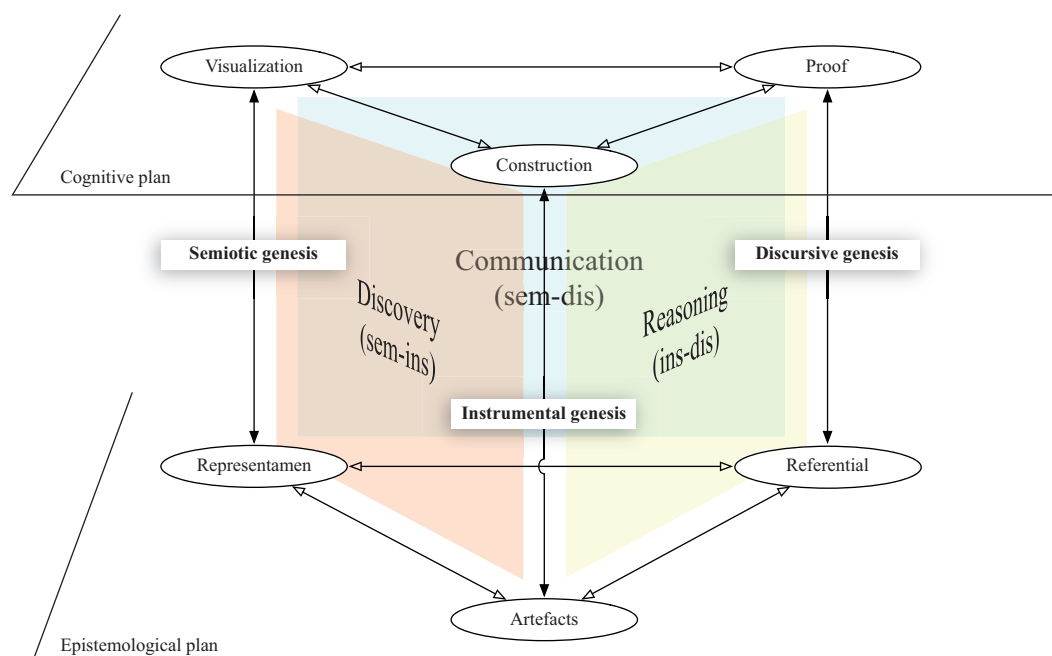 Visualization
Proof
Construction
Cognitive plan
Semiotic genesis
Discursive genesis
Communication
(sem-dis)
Discovery
(sem-ins)
Reasoning
(ins-dis)
Instrumental genesis
Representamen
Referential
Artefacts
Epistemological plan